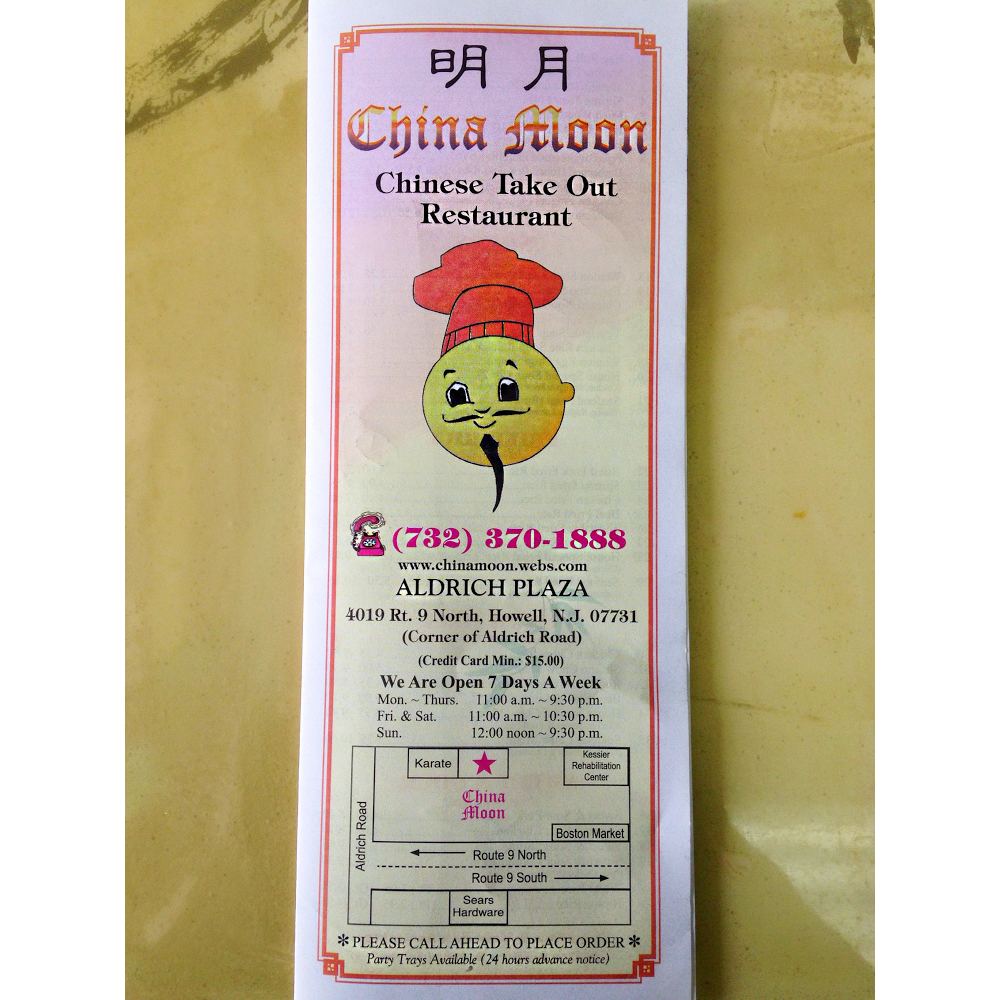 明 月
China Moon
Chinese Take Out
Restaurant
(732) 370-1888
www.chinamoon.webs.com
ALDRICH PLAZA
4019 Rt. 9 North, Howell, N.J. 07731
(Corner of Aldrich Road)
(Credit Card Min.: $15.00)
We Are Open 7 Days A Week
Mon. ~ Thurs. 11:00 a.m. ~ 9:30 p.m.
Fri. & Sat. 11:00 a.m. ~ 10:30 p.m.
Sun. 12:00 noon ~ 9:30 p.m.
Karate
Kessier
Rehabilitation
Center
China
Moon
Aldrich Road
Boston Market
Route 9 North
Route 9 South
Sears
Hardware
* PLEASE CALL AHEAD TO PLACE ORDER *
Party Trays Available (24 hours advance notice)